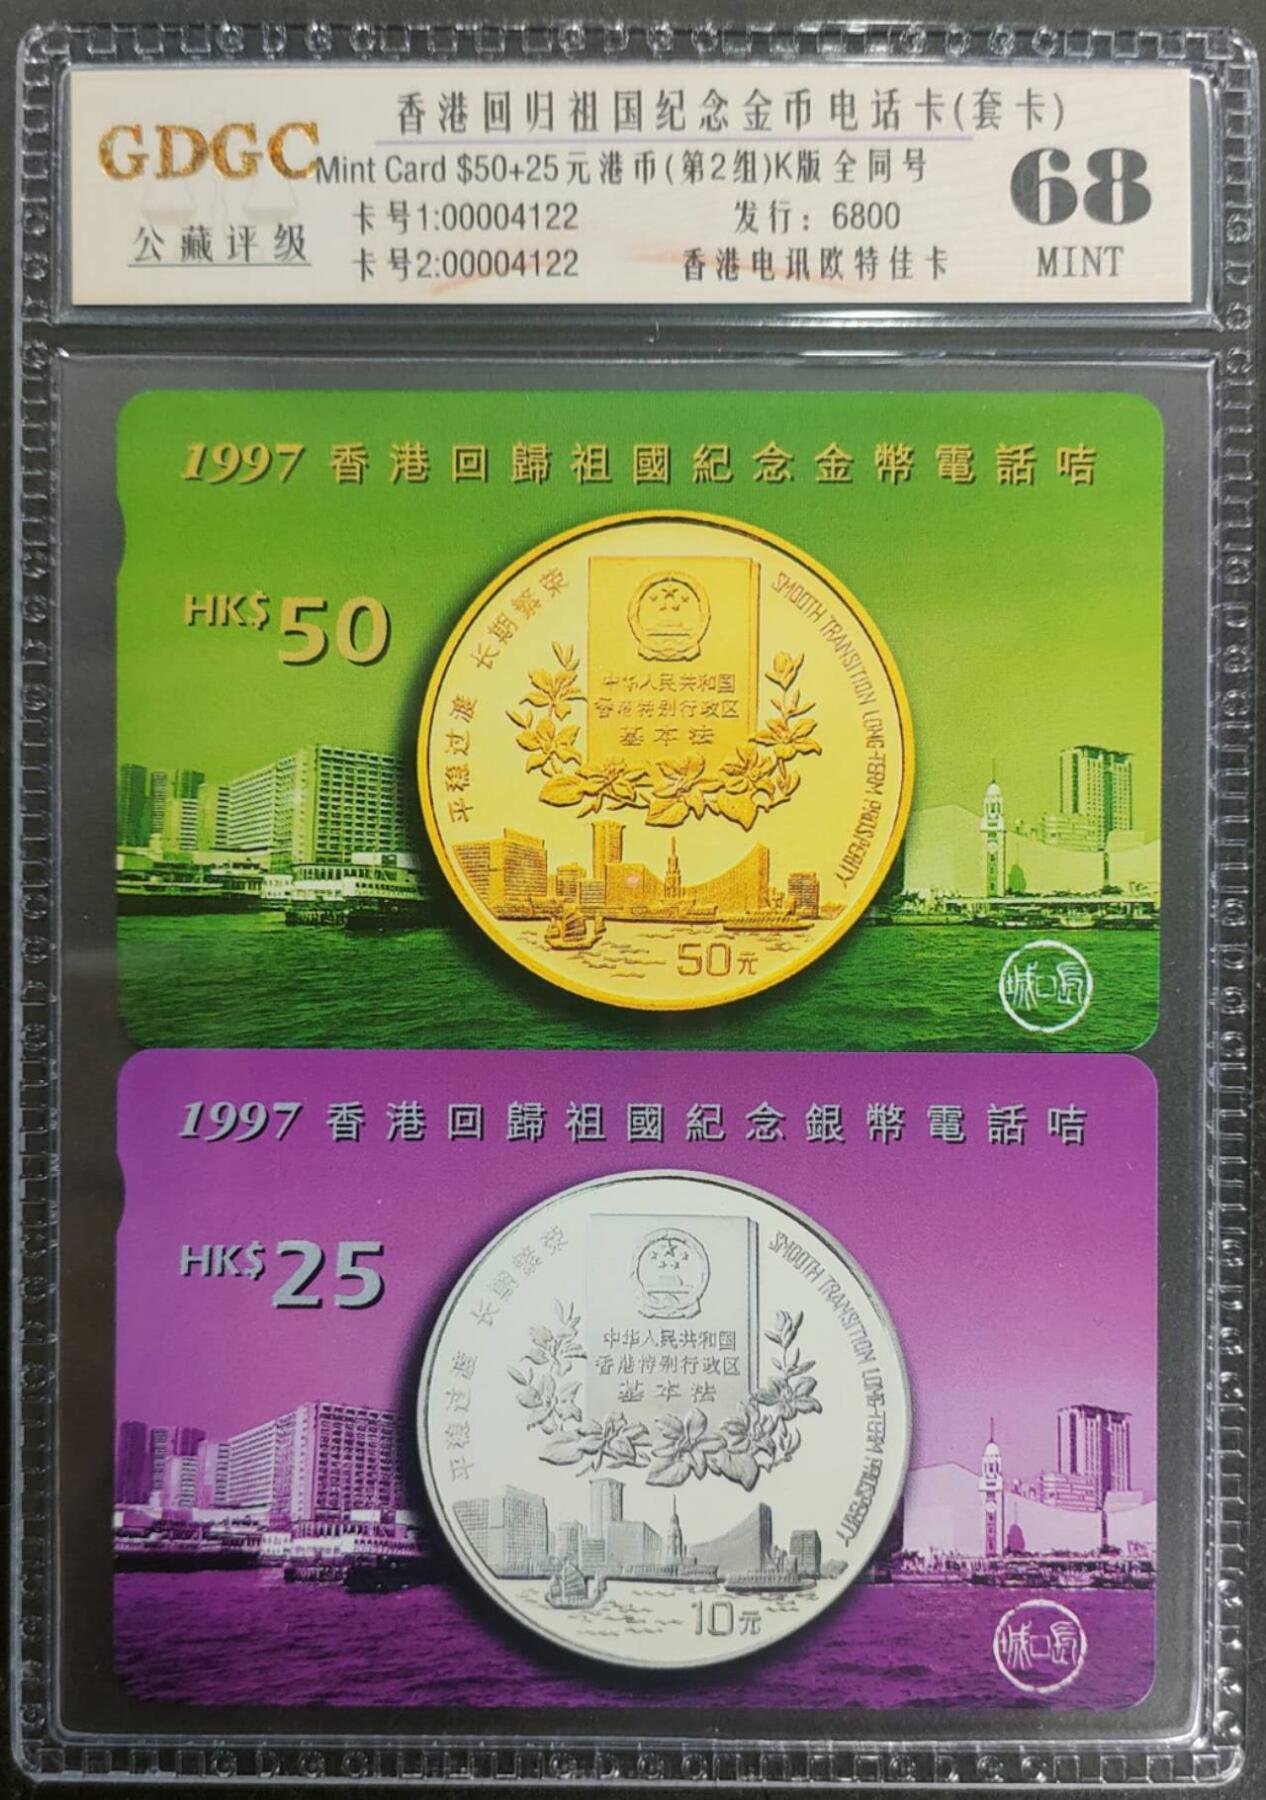 香港回归祖国纪念金币电话卡(套卡)
GDGC
Mint Card $50+25元港币(第2组)K版全同号
68
卡号1:00004122
发行：6800
公藏评级
卡号2:00004122
香港电讯欧特佳卡
MINT
1997 香港回歸祖國紀念金幣電話咭
HK$50
平稳过渡 长期繁荣
SMOOTH TRANSITION LONG-TERM PROSPERITY
中华人民共和国
香港特别行政区
基本法
50元
1997 香港回歸祖國紀念銀幣電話咭
HK$25
平稳过渡 长期繁荣
SMOOTH TRANSITION LONG-TERM PROSPERITY
中华人民共和国
香港特别行政区
基本法
10元